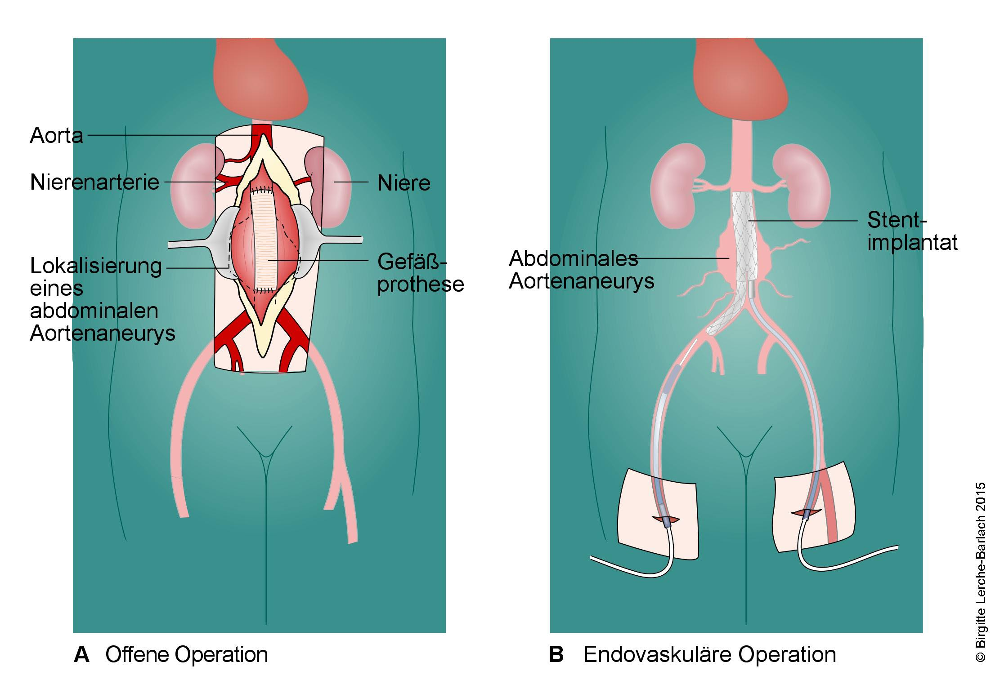 Aorta
Nierenarterie
Niere
Lokalisierung
eines
abdominalen
Aortenaneurys
Gefäß-
prothese
A Offene Operation
Stent-
implantat
Abdominales
Aortenaneurys
B Endovaskuläre Operation
© Birgitte Lerche-Barlach 2015